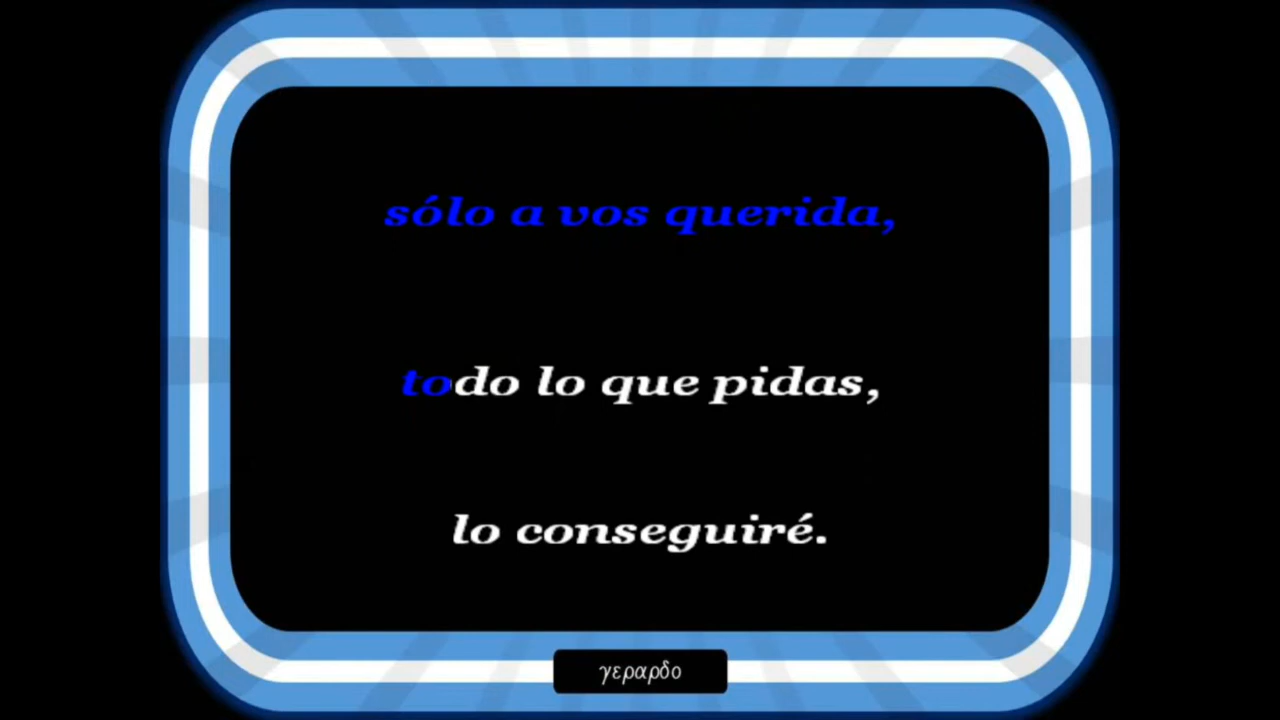 sólo a vos querida,
todo lo que pidas,
lo conseguiré.
γεραρδο